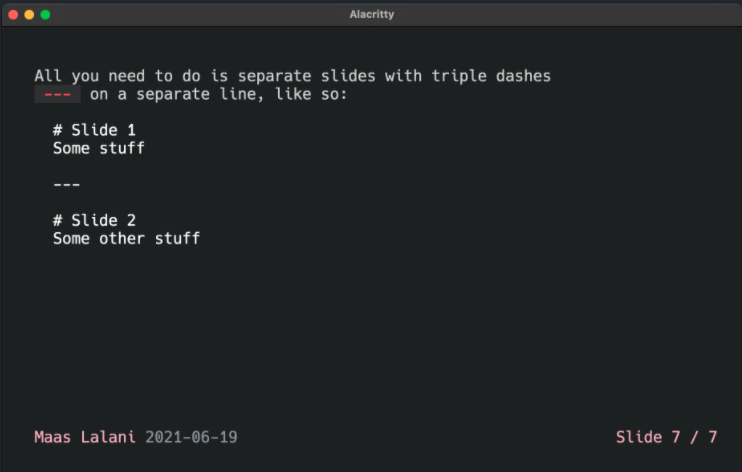 Alacritty
All you need to do is separate slides with triple dashes
--- on a separate line, like so:
# Slide 1
Some stuff
---
# Slide 2
Some other stuff
Maas Lalani 2021-06-19
Slide 7 / 7